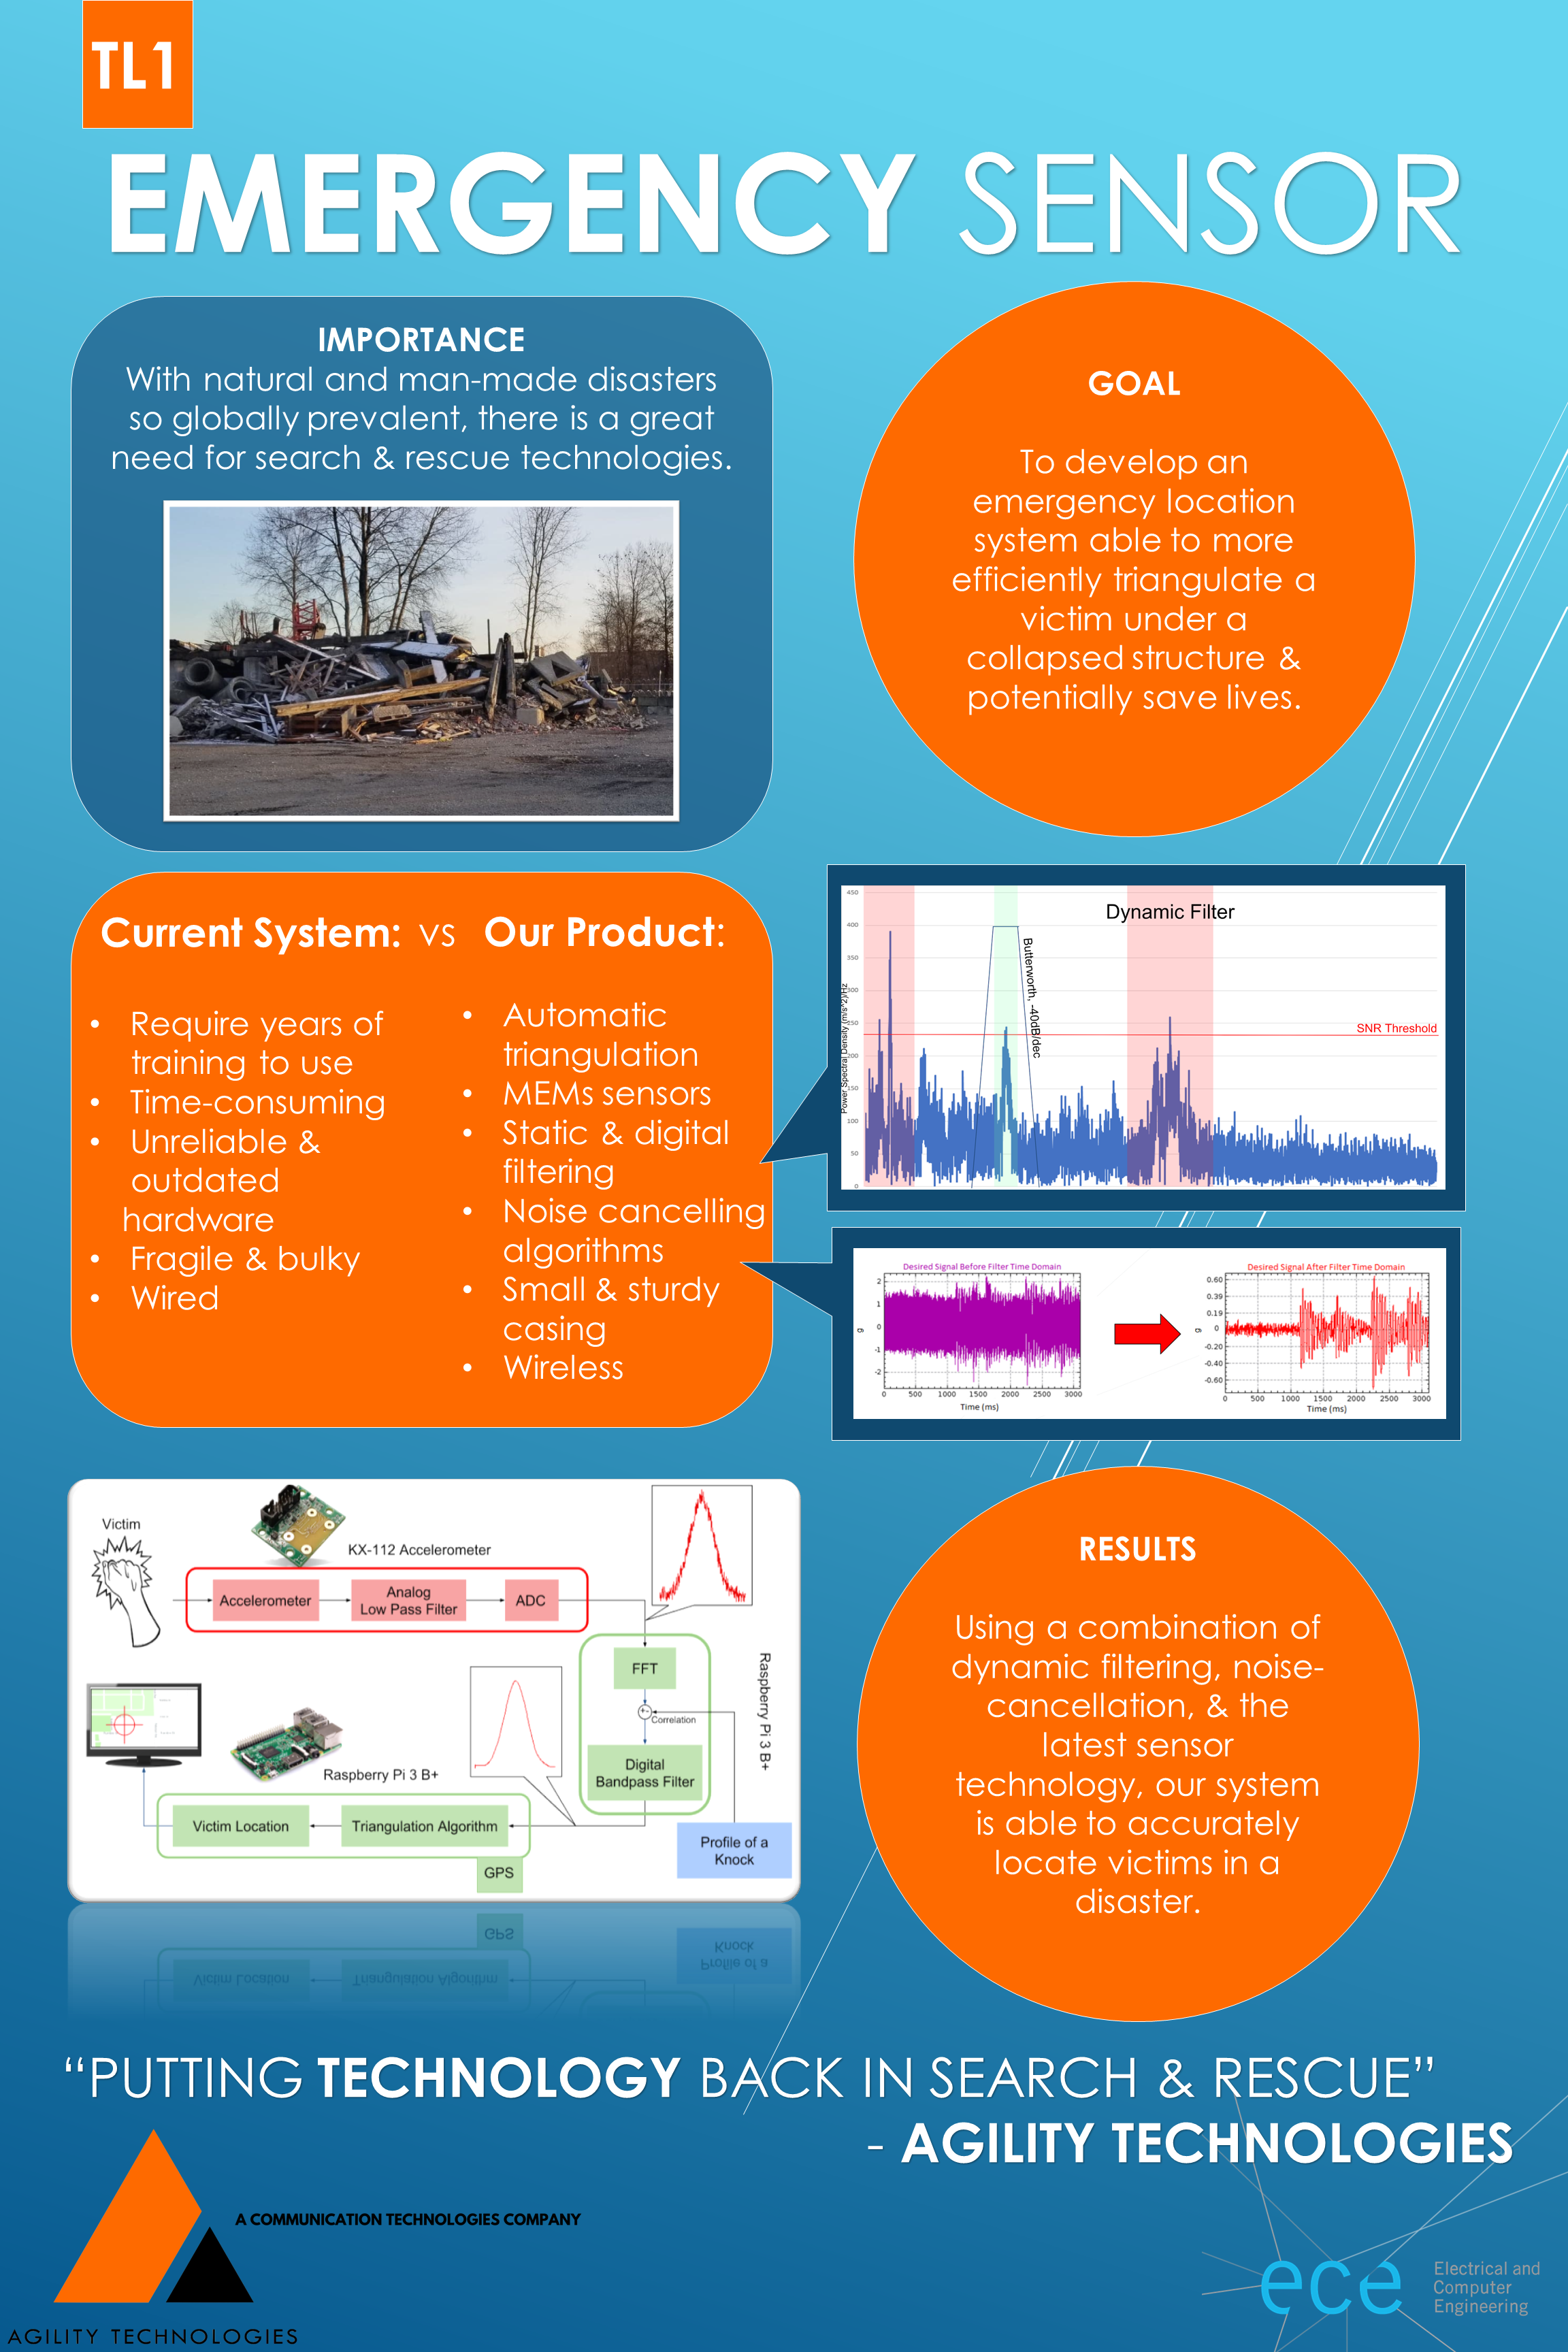 TL1
EMERGENCY SENSOR
IMPORTANCE
With natural and man-made disasters
so globally prevalent, there is a great
need for search & rescue technologies.
GOAL
To develop an
emergency location
system able to more
efficiently triangulate a
victim under a
collapsed structure &
potentially save lives.
Current System: vs Our Product:
• Require years of
training to use
• Time-consuming
• Unreliable &
outdated
hardware
• Fragile & bulky
• Wired
• Automatic
triangulation
• MEMs sensors
• Static & digital
filtering
• Noise cancelling
algorithms
• Small & sturdy
casing
• Wireless
Dynamic Filter
Power Spectral Density (m/s^2)/Hz
450
400
350
300
250
200
150
100
50
0
Butterworth, -40dB/dec
SNR Threshold
Desired Signal Before Filter Time Domain
g
2
1
0
-1
-2
0 500 1000 1500 2000 2500 3000
Time (ms)
Desired Signal After Filter Time Domain
g
0.60
0.39
0.19
0
-0.20
-0.40
-0.60
0 500 1000 1500 2000 2500 3000
Time (ms)
Victim
KX-112 Accelerometer
Accelerometer
Analog
Low Pass Filter
ADC
FFT
+-
Correlation
Digital
Bandpass Filter
Raspberry Pi 3 B+
Raspberry Pi 3 B+
Victim Location
Triangulation Algorithm
GPS
Profile of a
Knock
RESULTS
Using a combination of
dynamic filtering, noise-
cancellation, & the
latest sensor
technology, our system
is able to accurately
locate victims in a
disaster.
“PUTTING TECHNOLOGY BACK IN SEARCH & RESCUE”
- AGILITY TECHNOLOGIES
A COMMUNICATION TECHNOLOGIES COMPANY
AGILITY TECHNOLOGIES
ece
Electrical and
Computer
Engineering